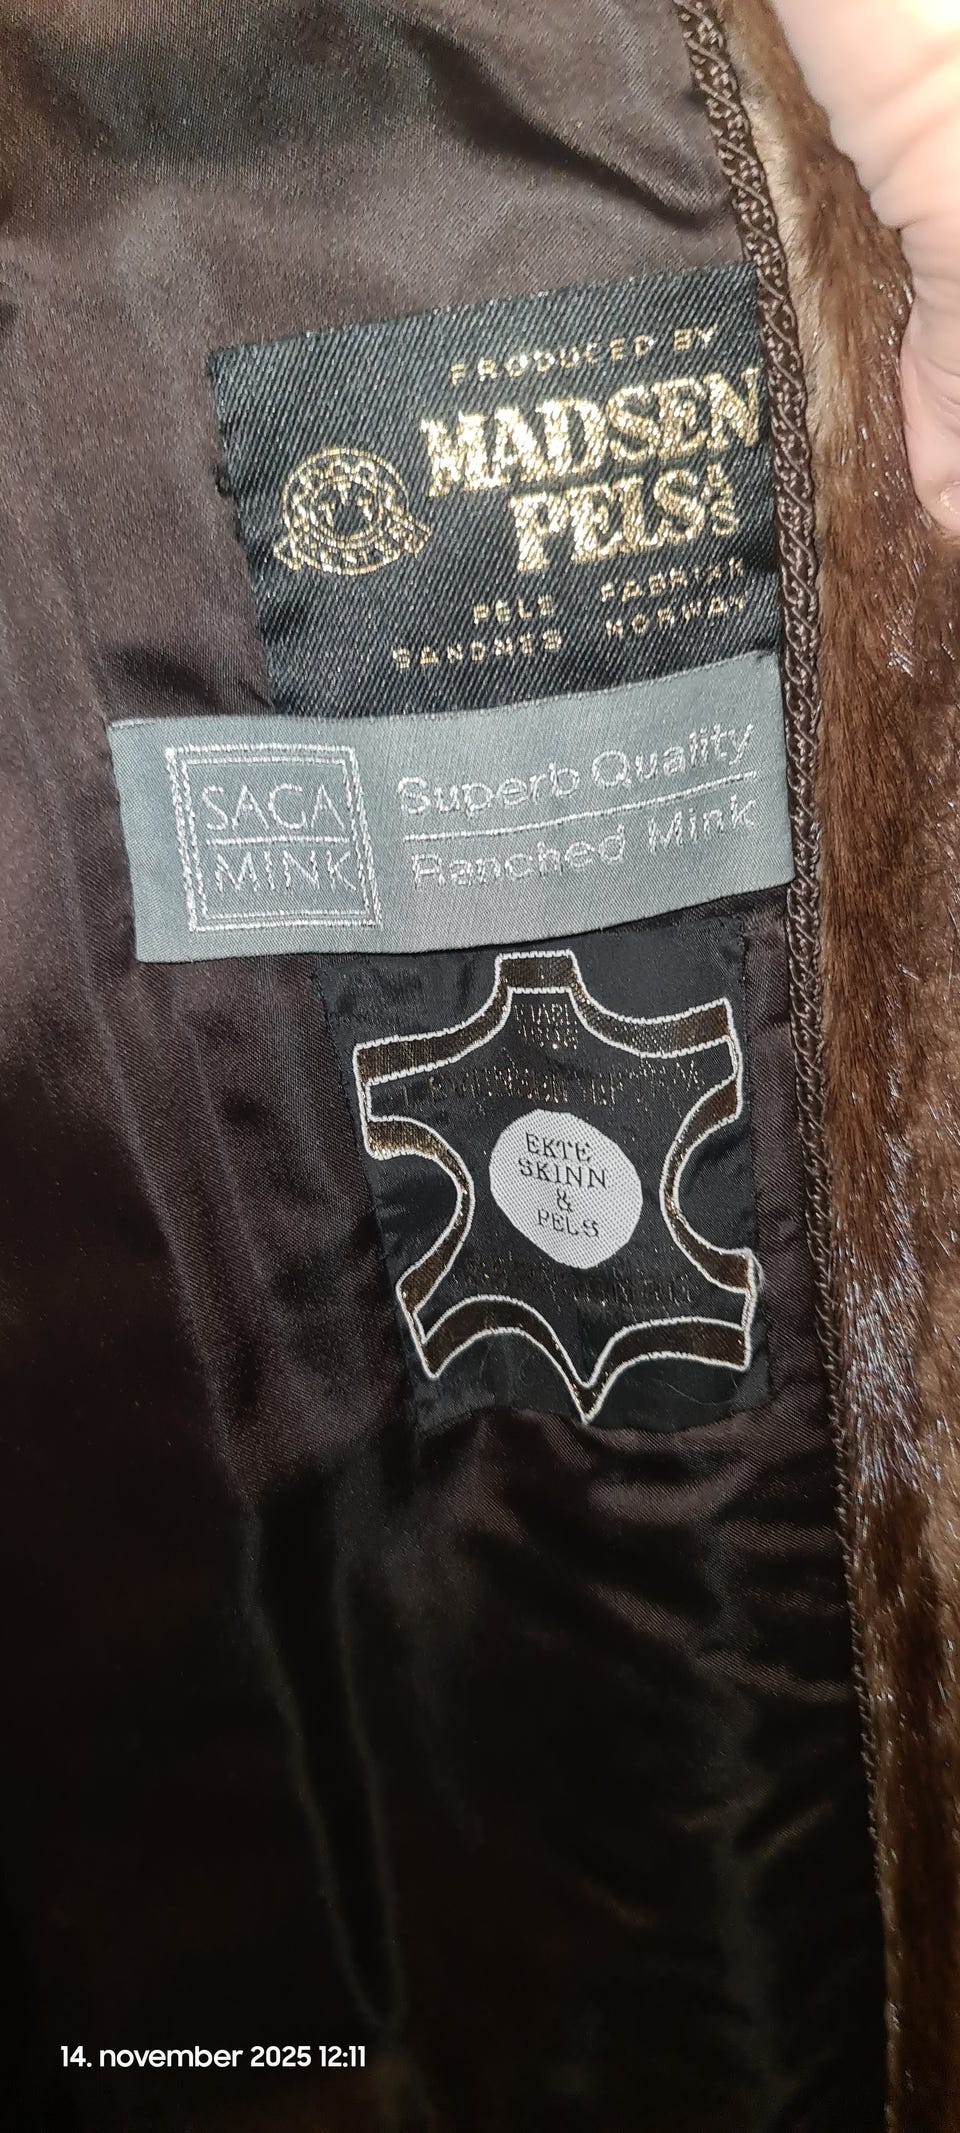 PRODUCED BY
MADSEN
PELS A/S
PELS FABRIKK
SANDNES NORWAY
SAGA
MINK
Superb Quality
Ranched Mink
EKTE
SKINN
&
PELS
14. november 2025 12:11